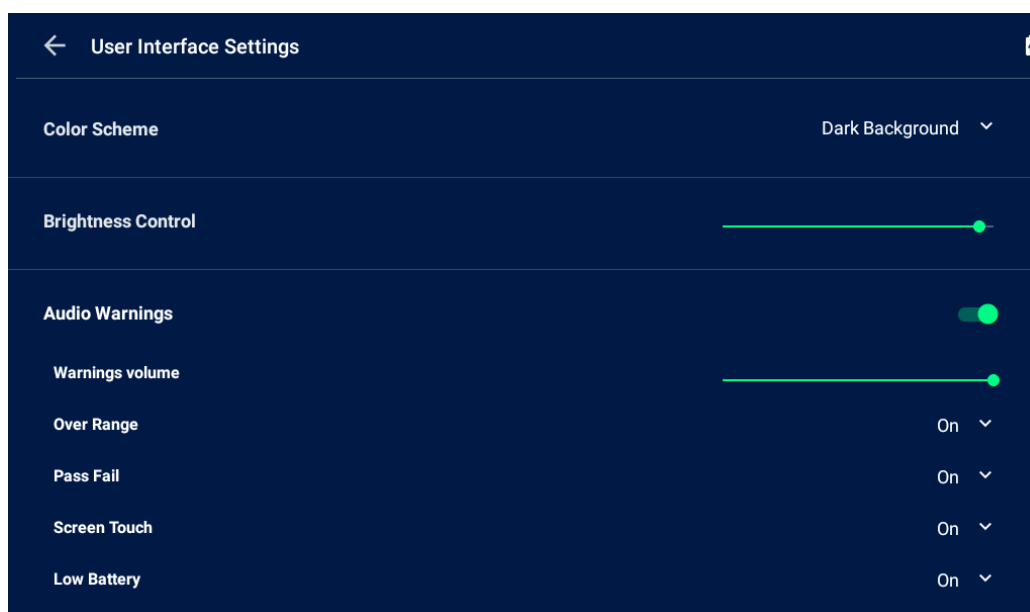 User Interface Settings
Color Scheme Dark Background
Brightness Control
Audio Warnings
Warnings volume
Over Range On
Pass Fail On
Screen Touch On
Low Battery On